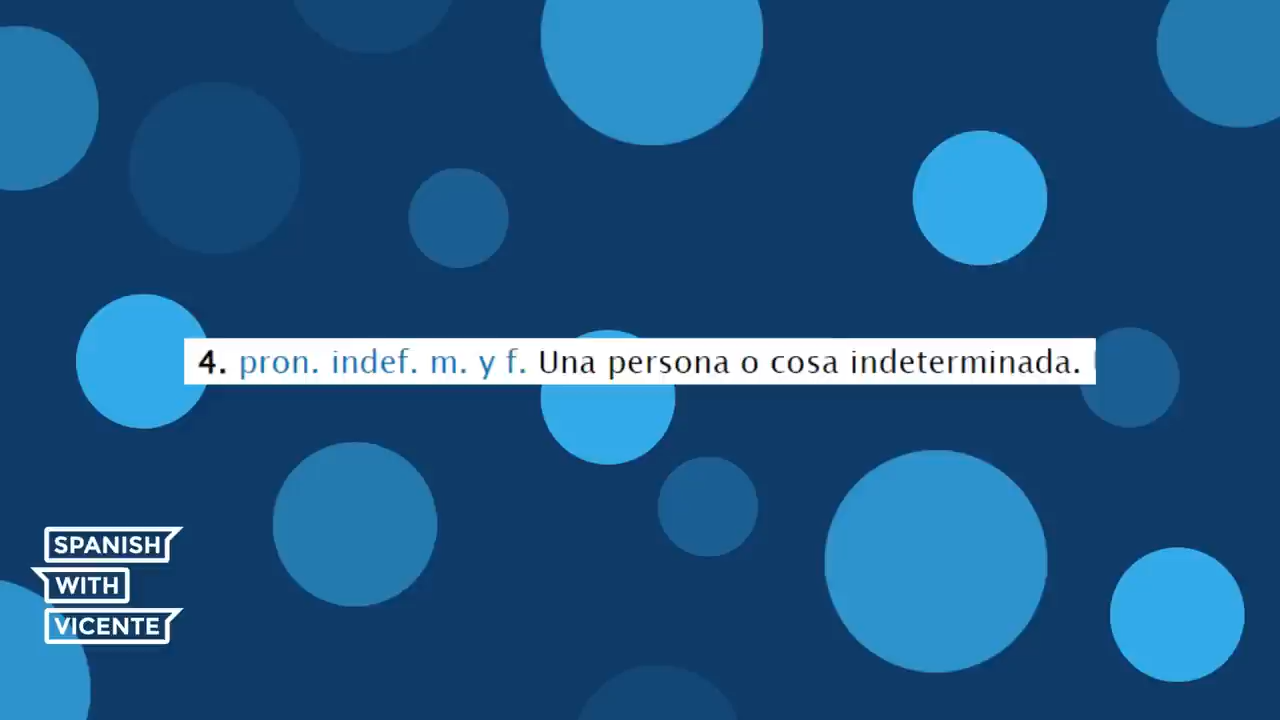 4. pron. indef. m. y f. Una persona o cosa indeterminada.
SPANISH
WITH
VICENTE